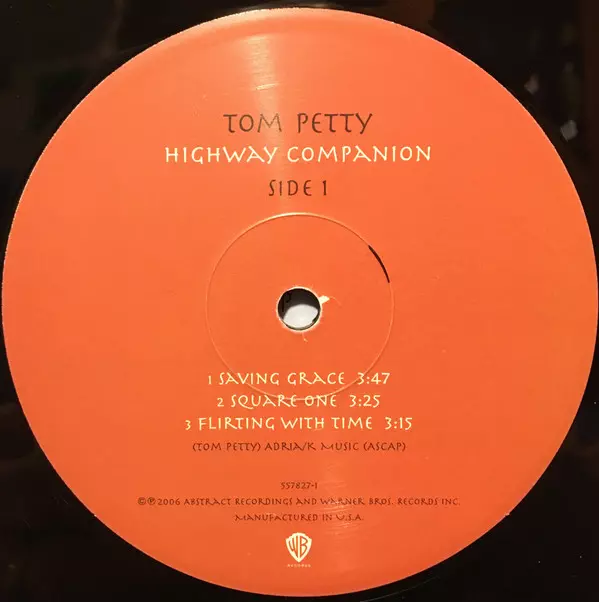 TOM PETTY
HIGHWAY COMPANION
SIDE 1
1 SAVING GRACE 3:47
2 SQUARE ONE 3:25
3 FLIRTING WITH TIME 3:15
(TOM PETTY) ADRIA/K MUSIC (ASCAP)
557827-1
©℗2006 ABSTRACT RECORDINGS AND WARNER BROS. RECORDS INC.
MANUFACTURED IN U.S.A.
WB
RECORDS